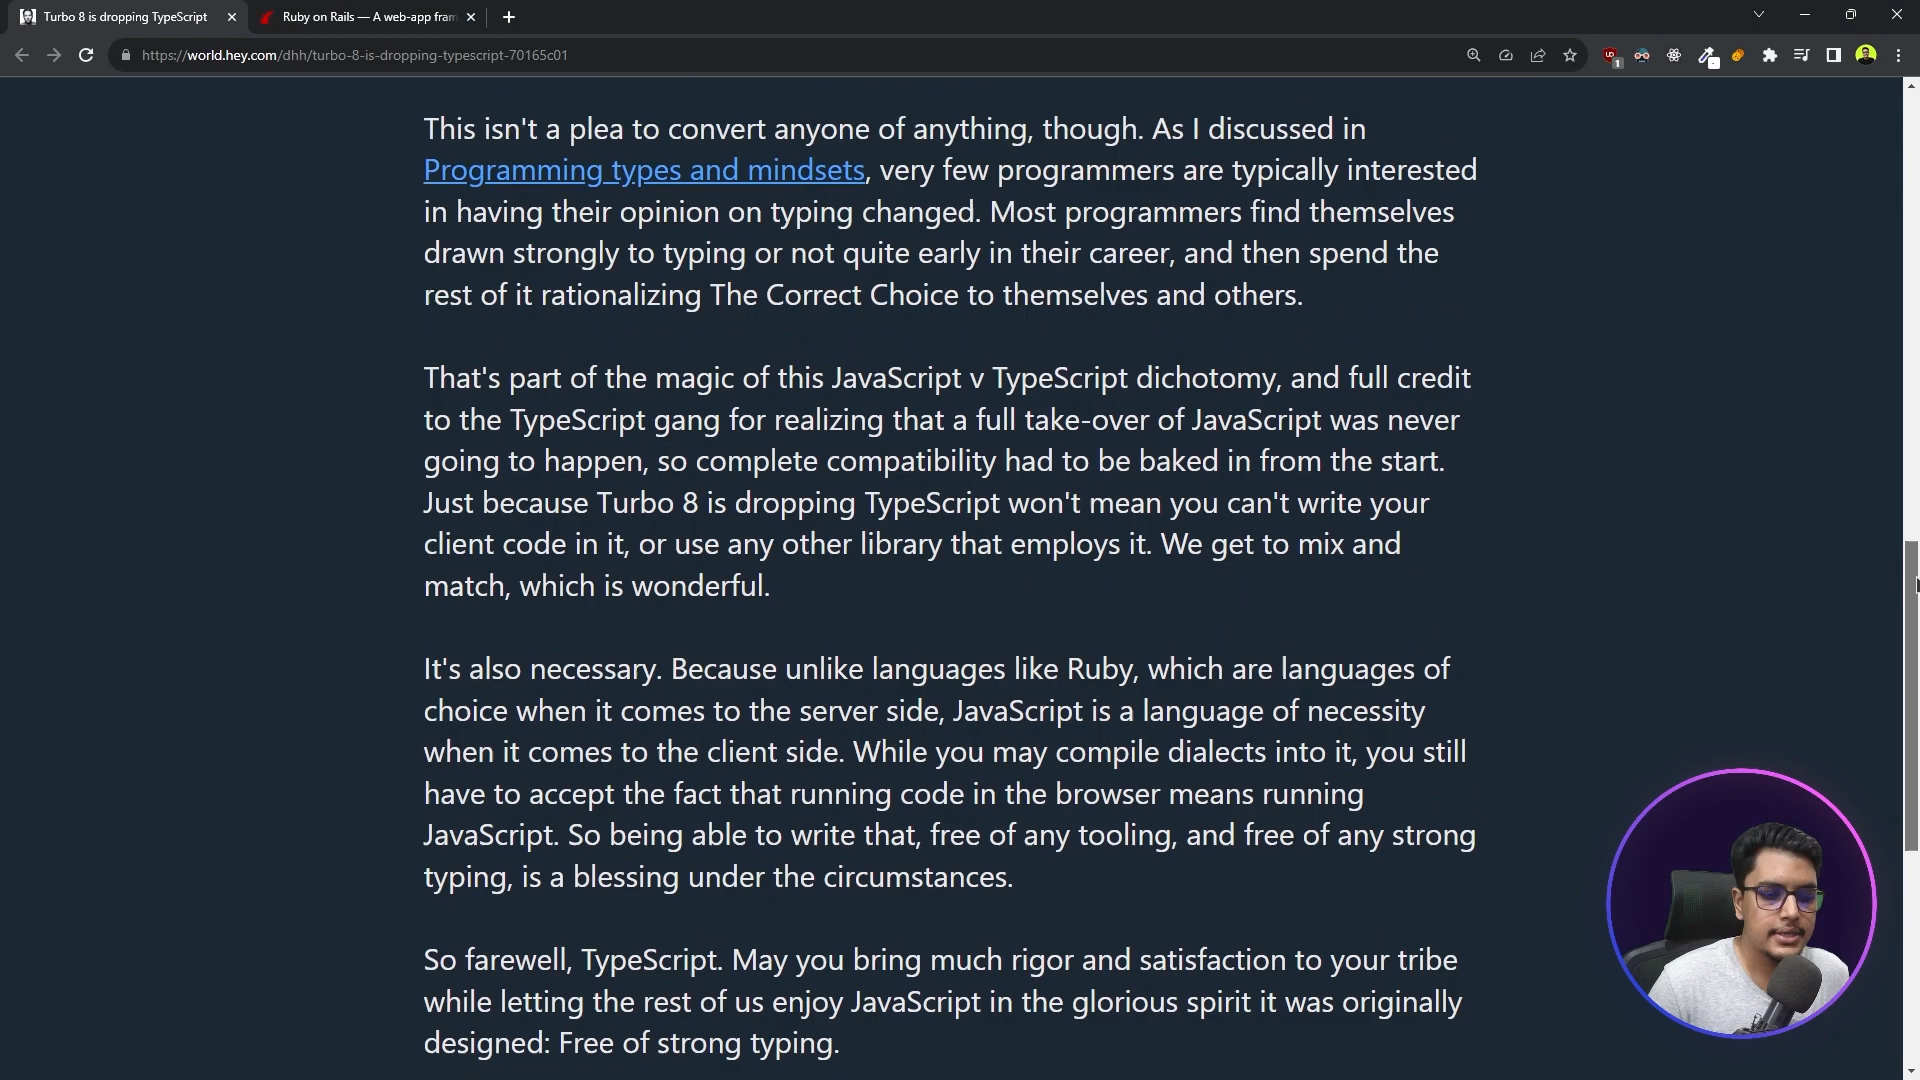 Turbo 8 is dropping TypeScript
Ruby on Rails — A web-app fram
https://world.hey.com/dhh/turbo-8-is-dropping-typescript-70165c01
1
This isn't a plea to convert anyone of anything, though. As I discussed in
Programming types and mindsets, very few programmers are typically interested
in having their opinion on typing changed. Most programmers find themselves
drawn strongly to typing or not quite early in their career, and then spend the
rest of it rationalizing The Correct Choice to themselves and others.
That's part of the magic of this JavaScript v TypeScript dichotomy, and full credit
to the TypeScript gang for realizing that a full take-over of JavaScript was never
going to happen, so complete compatibility had to be baked in from the start.
Just because Turbo 8 is dropping TypeScript won't mean you can't write your
client code in it, or use any other library that employs it. We get to mix and
match, which is wonderful.
It's also necessary. Because unlike languages like Ruby, which are languages of
choice when it comes to the server side, JavaScript is a language of necessity
when it comes to the client side. While you may compile dialects into it, you still
have to accept the fact that running code in the browser means running
JavaScript. So being able to write that, free of any tooling, and free of any strong
typing, is a blessing under the circumstances.
So farewell, TypeScript. May you bring much rigor and satisfaction to your tribe
while letting the rest of us enjoy JavaScript in the glorious spirit it was originally
designed: Free of strong typing.